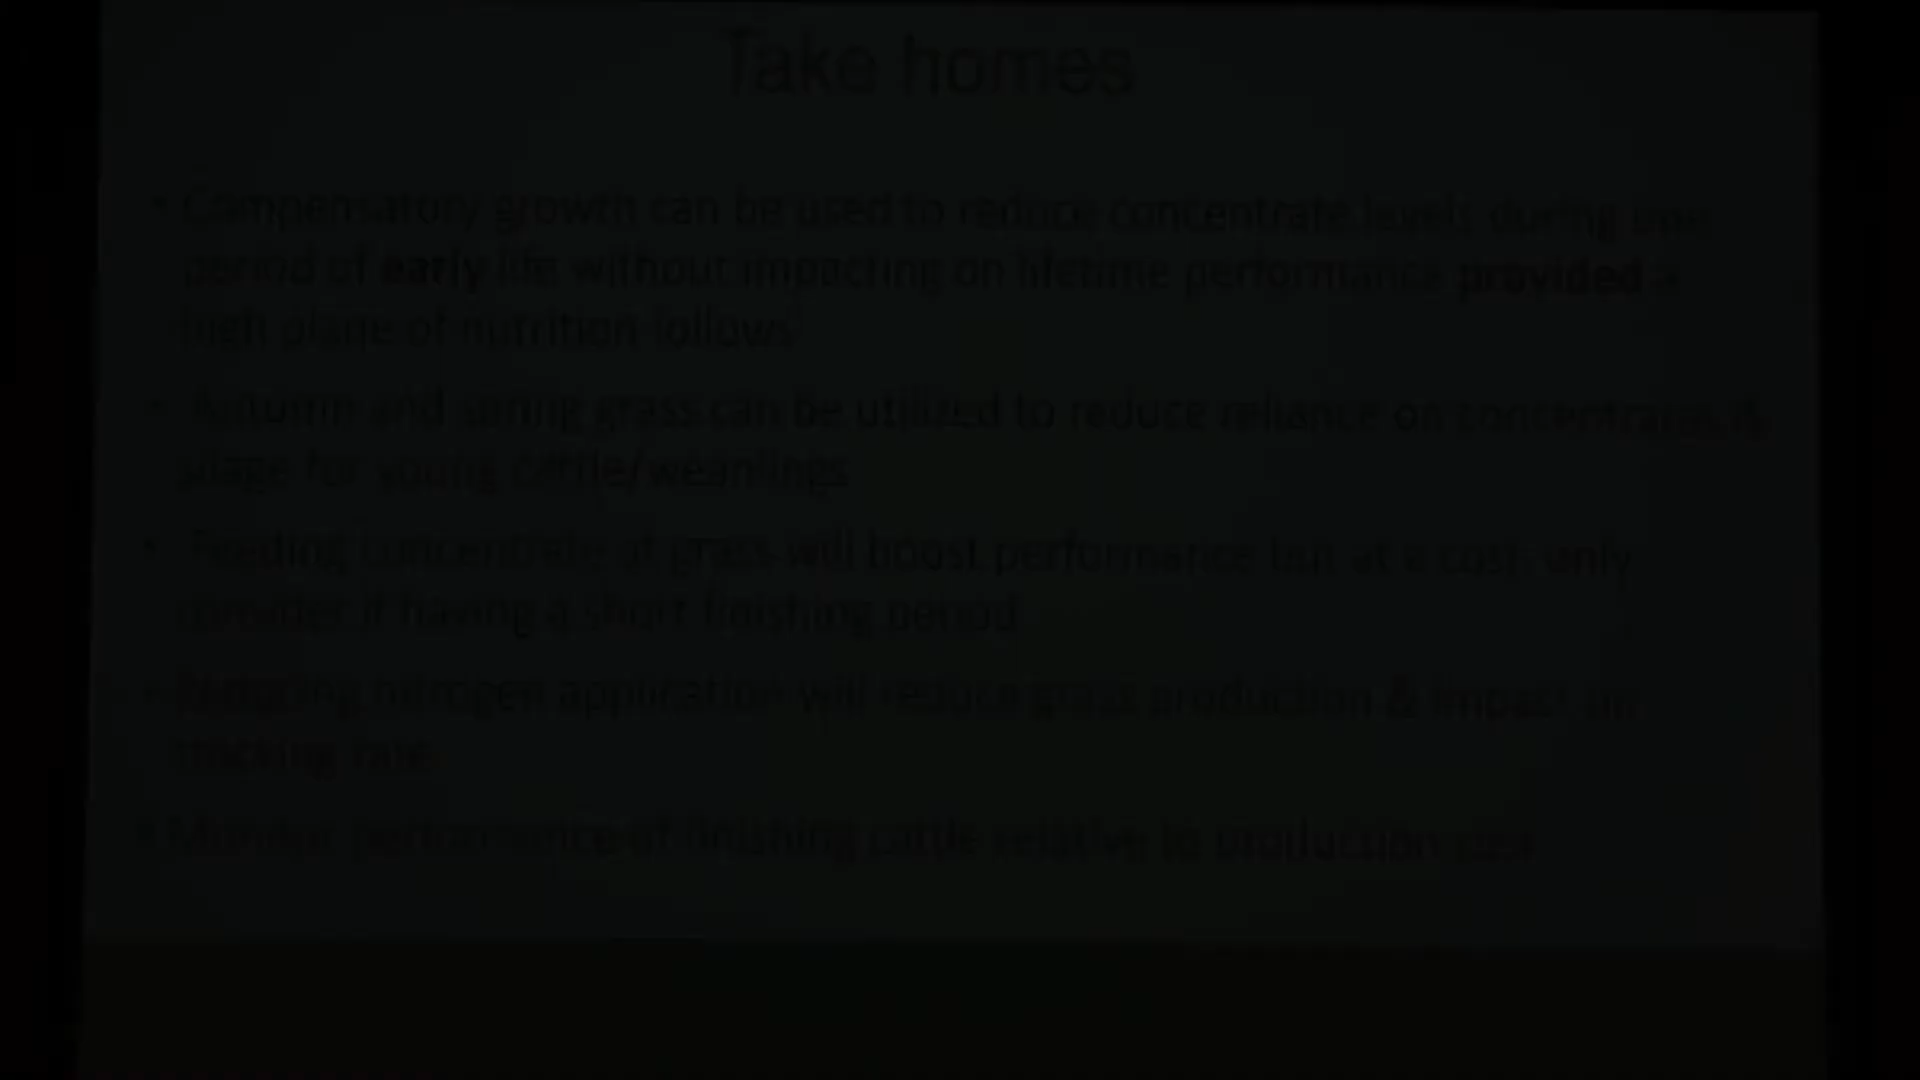 Take homes
• Compensatory growth can be used to reduce concentrate levels during one
period of early life without impacting on lifetime performance provided a
high plane of nutrition follows
• Autumn and spring grass can be utilized to reduce reliance on concentrates &
silage for young cattle/weanlings
• Feeding concentrate at grass will boost performance but at a cost, only
consider if having a short finishing period
• Reducing nitrogen application will reduce grass production & impact on
stocking rate
• Monitor performance of finishing cattle relative to production